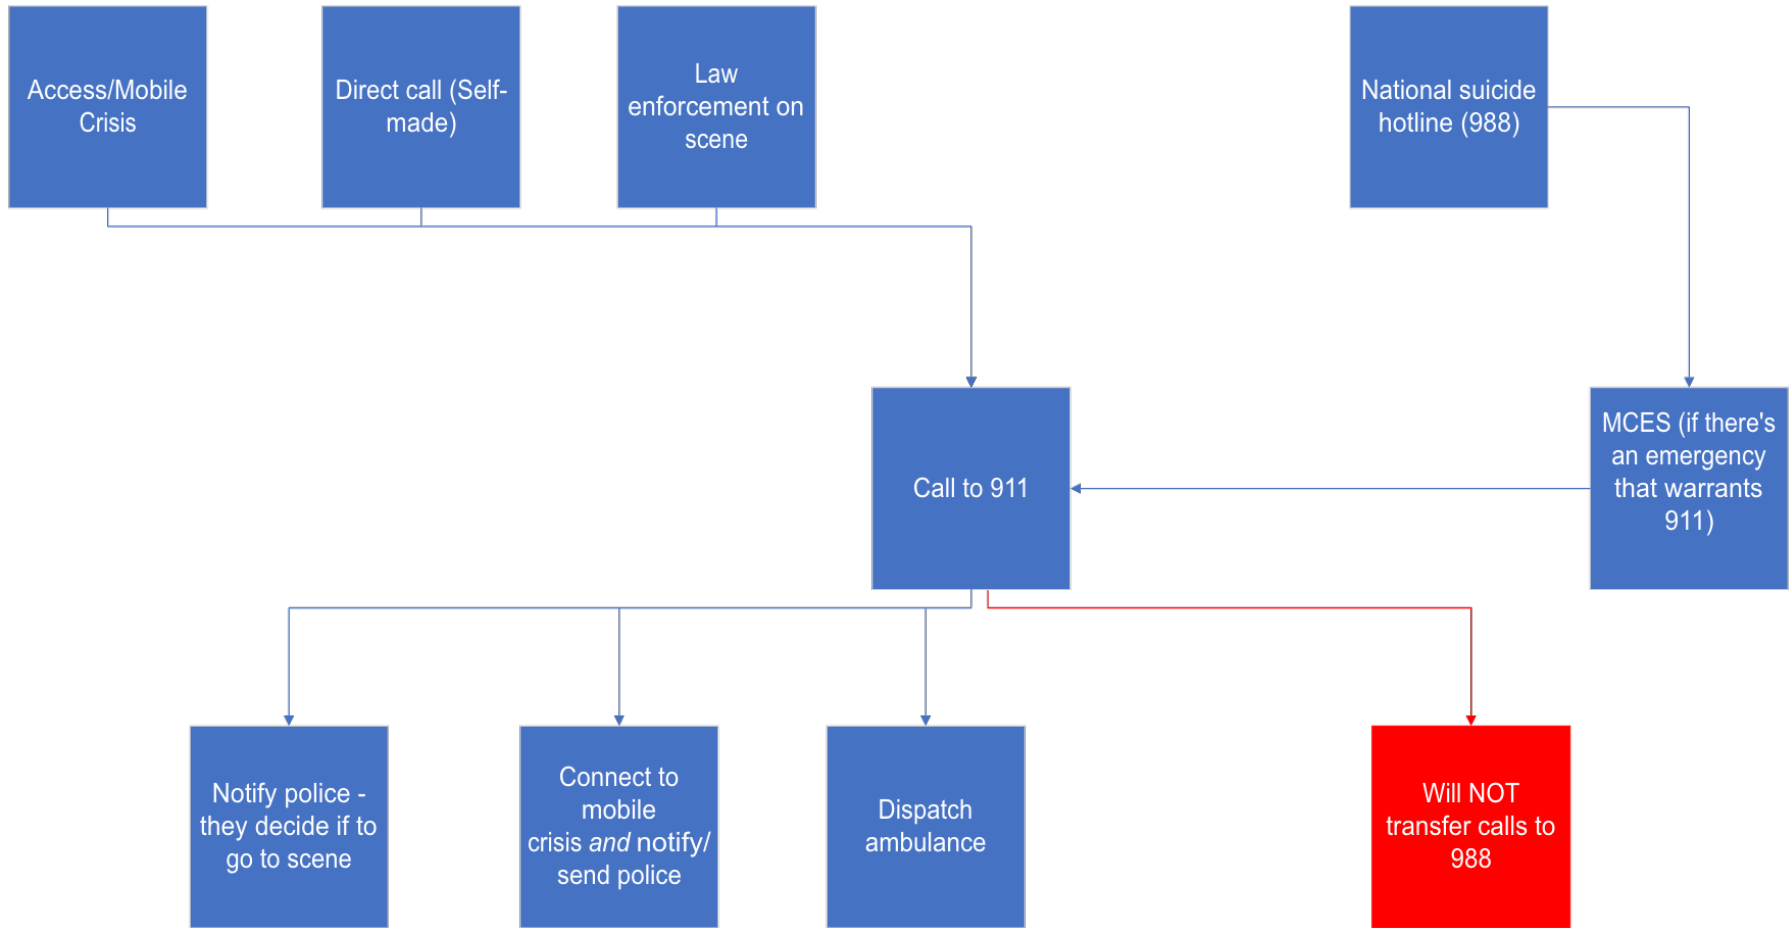 Access/Mobile
Crisis
Direct call (Self-
made)
Law
enforcement on
scene
National suicide
hotline (988)
Call to 911
MCES (if there's
an emergency
that warrants
911)
Notify police -
they decide if to
go to scene
Connect to
mobile
crisis and notify/
send police
Dispatch
ambulance
Will NOT
transfer calls to
988